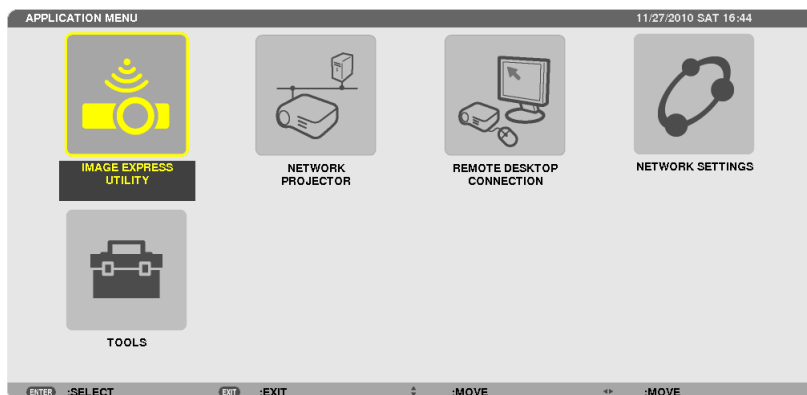 APPLICATION MENU 11/27/2010 SAT 16:44
IMAGE EXPRESS
UTILITY
NETWORK
PROJECTOR
REMOTE DESKTOP
CONNECTION
NETWORK SETTINGS
TOOLS
ENTER :SELECT EXIT :EXIT :MOVE :MOVE